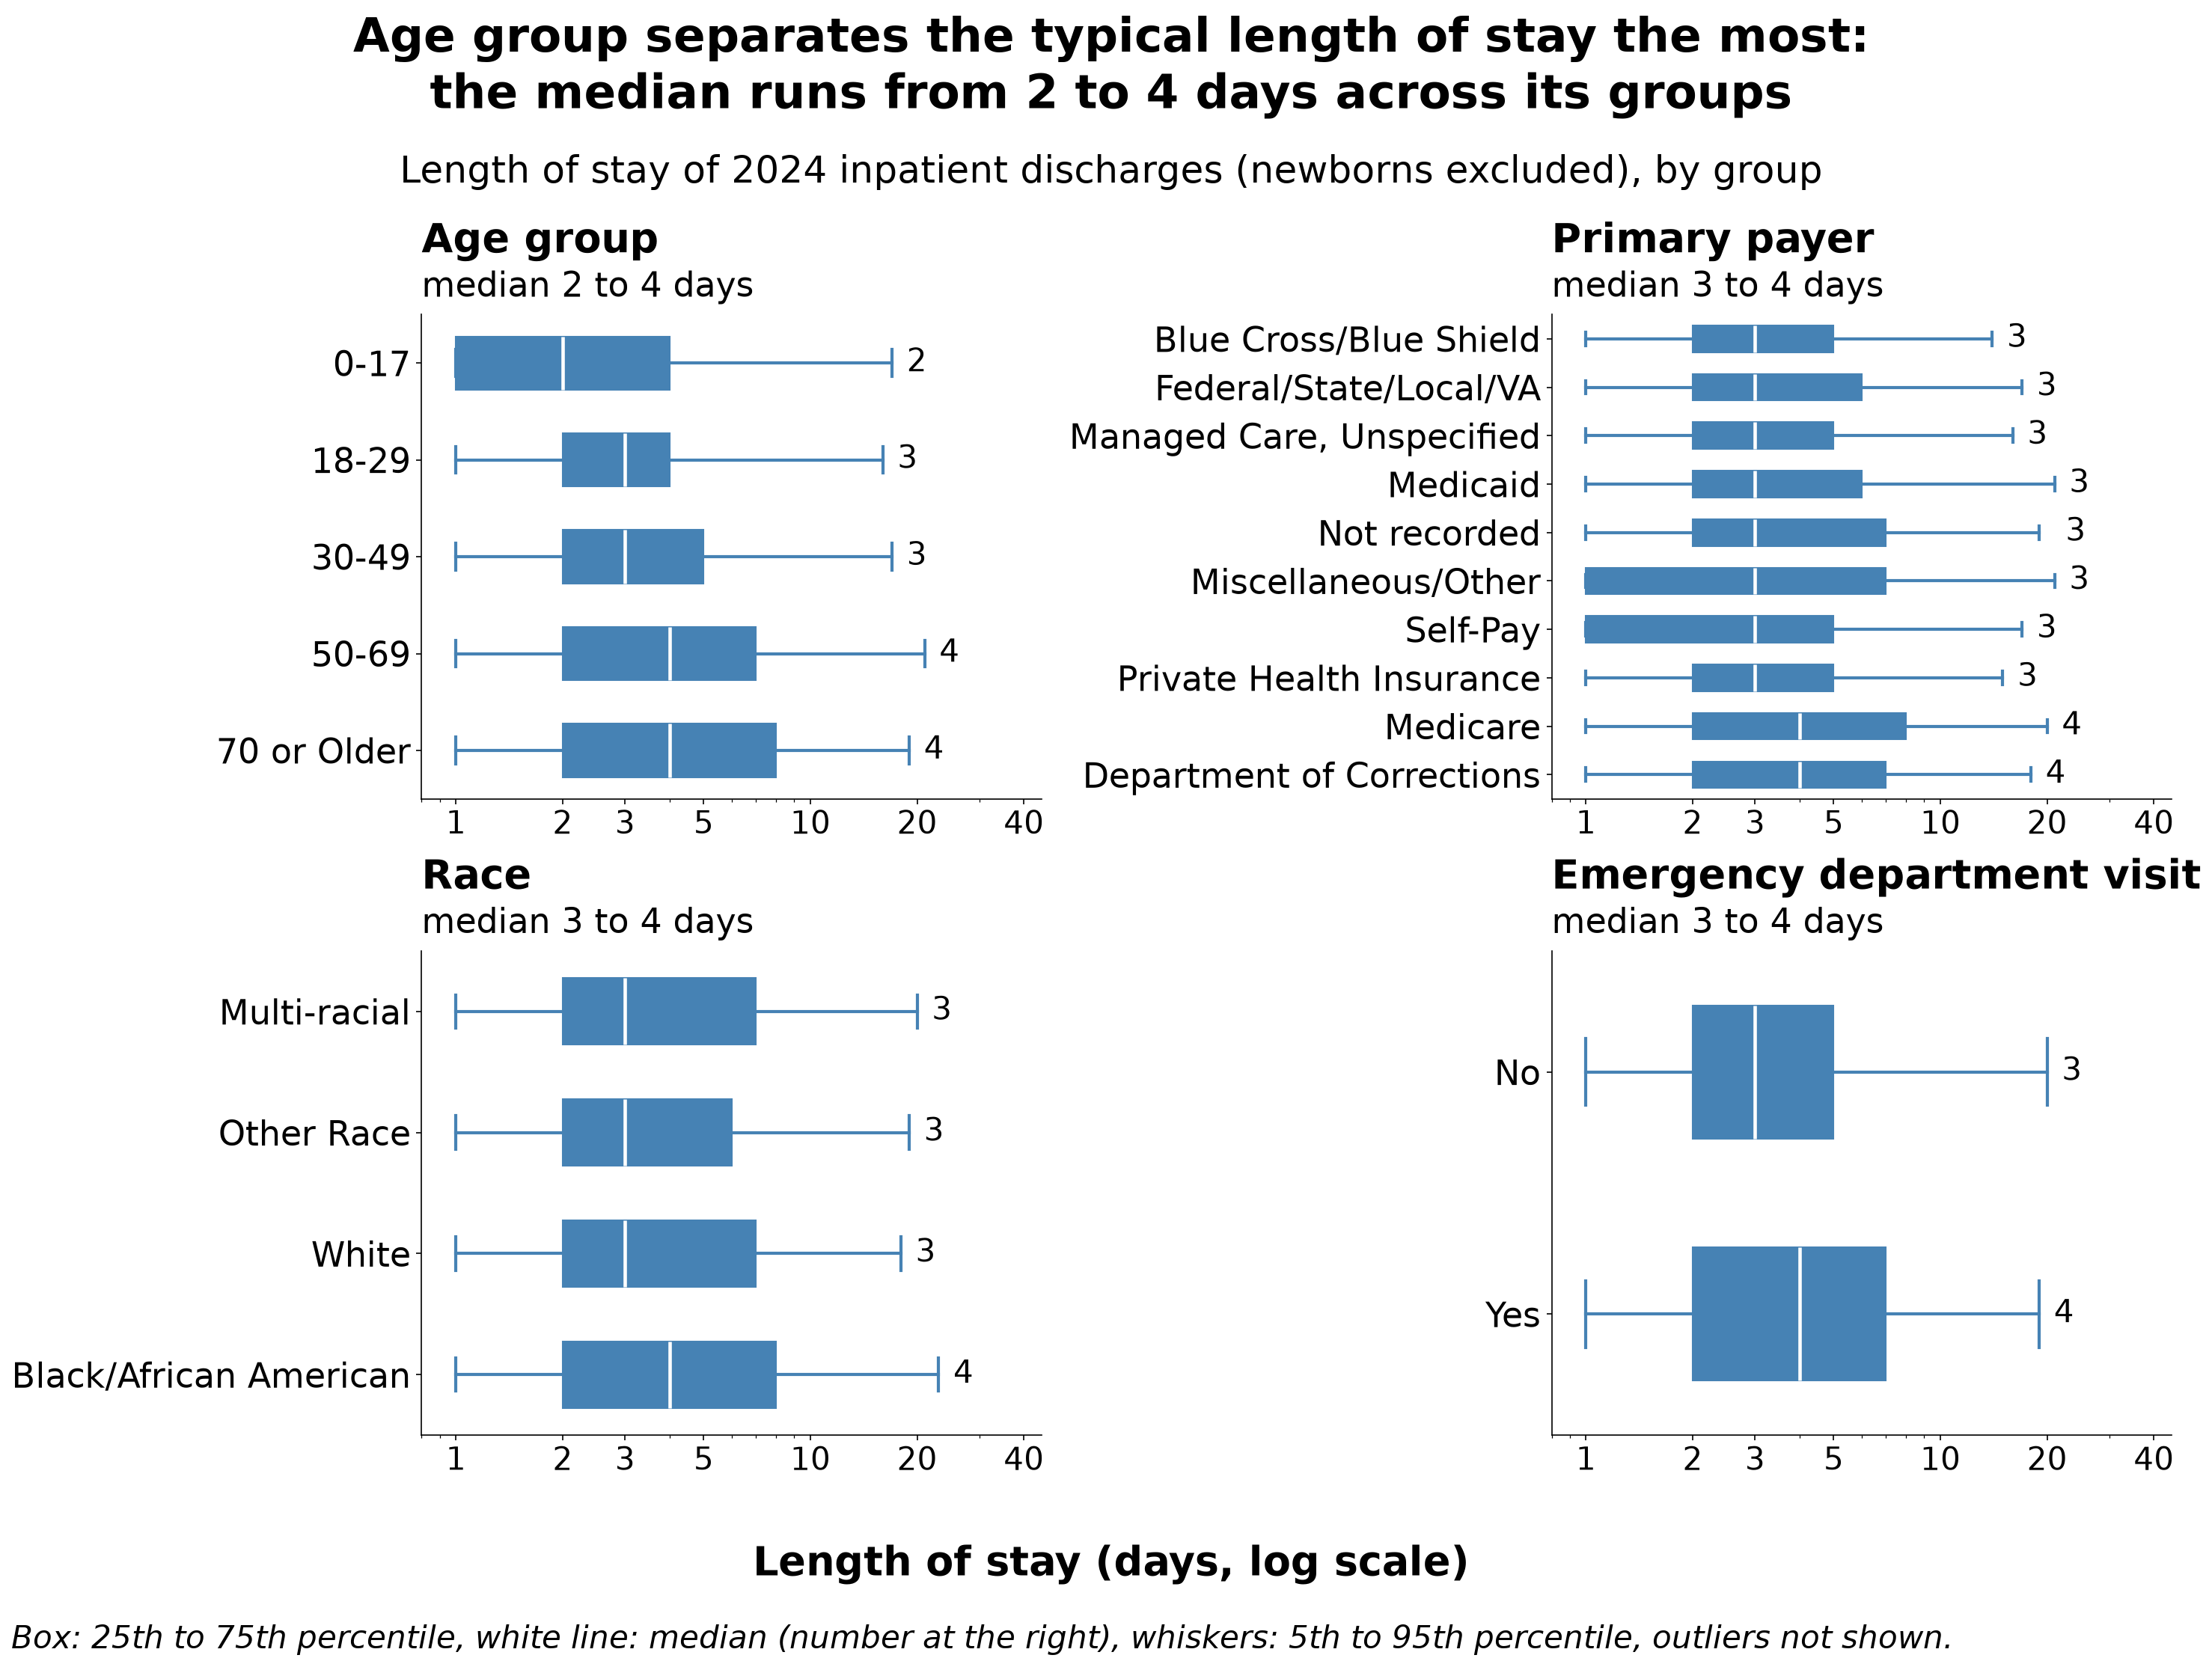 Age group separates the typical length of stay the most:
the median runs from 2 to 4 days across its groups
Length of stay of 2024 inpatient discharges (newborns excluded), by group
Age group
median 2 to 4 days
0-17
2
18-29
3
30-49
3
50-69
4
70 or Older
4
1 2 3 5 10 20 40
Primary payer
median 3 to 4 days
Blue Cross/Blue Shield
3
Federal/State/Local/VA
3
Managed Care, Unspecified
3
Medicaid
3
Not recorded
3
Miscellaneous/Other
3
Self-Pay
3
Private Health Insurance
3
Medicare
4
Department of Corrections
4
1 2 3 5 10 20 40
Race
median 3 to 4 days
Multi-racial
3
Other Race
3
White
3
Black/African American
4
1 2 3 5 10 20 40
Emergency department visit
median 3 to 4 days
No
3
Yes
4
1 2 3 5 10 20 40
Length of stay (days, log scale)
Box: 25th to 75th percentile, white line: median (number at the right), whiskers: 5th to 95th percentile, outliers not shown.